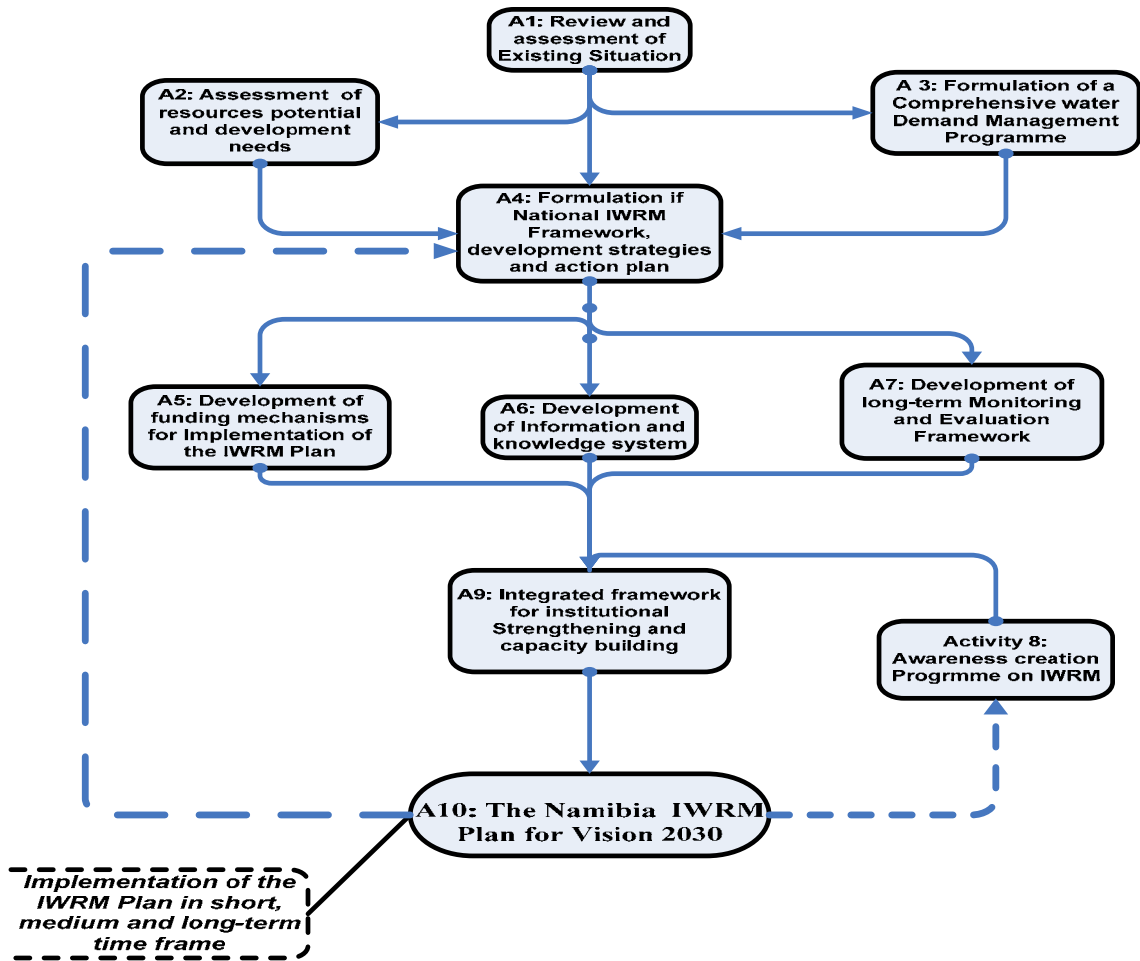 A1: Review and
assessment of
Existing Situation
A2: Assessment of
resources potential
and development
needs
A 3: Formulation of a
Comprehensive water
Demand Management
Programme
A4: Formulation if
National IWRM
Framework,
development strategies
and action plan
A5: Development of
funding mechanisms
for Implementation of
the IWRM Plan
A6: Development
of Information and
knowledge system
A7: Development of
long-term Monitoring
and Evaluation
Framework
A9: Integrated framework
for institutional
Strengthening and
capacity building
Activity 8:
Awareness creation
Progrmme on IWRM
A10: The Namibia IWRM
Plan for Vision 2030
Implementation of the
IWRM Plan in short,
medium and long-term
time frame